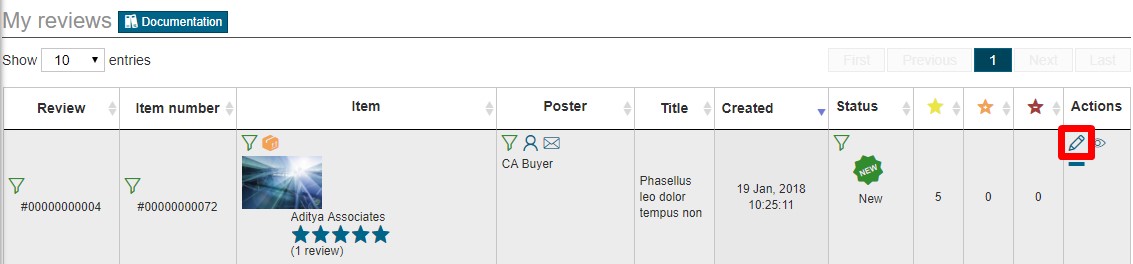 My reviews Documentation
Show 10 entries First Previous 1 Next Last
Review Item number Item Poster Title Created Status Actions
#00000000004
#00000000072
Aditya Associates
(1 review)
CA Buyer
Phasellus
leo dolor
tempus non
19 Jan, 2018
10:25:11
NEW
New
5
0
0